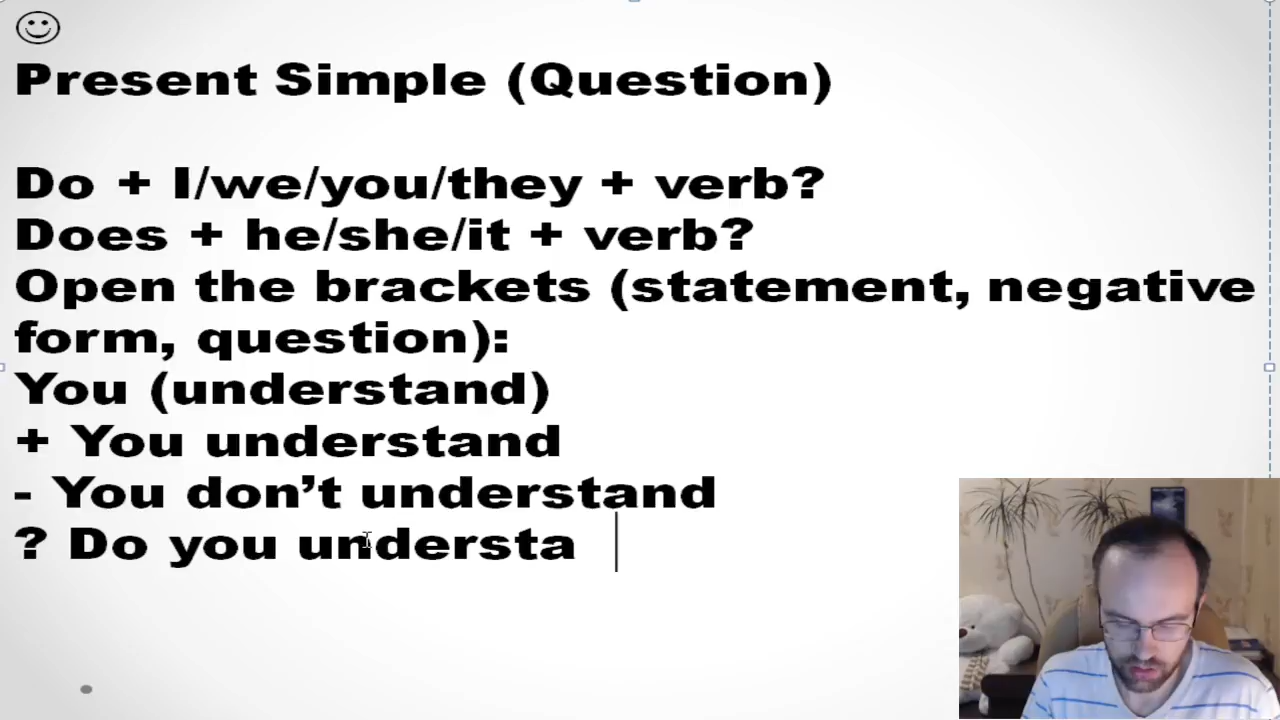 Present Simple (Question)
Do + I/we/you/they + verb?
Does + he/she/it + verb?
Open the brackets (statement, negative
form, question):
You (understand)
+ You understand
- You don’t understand
? Do you understa